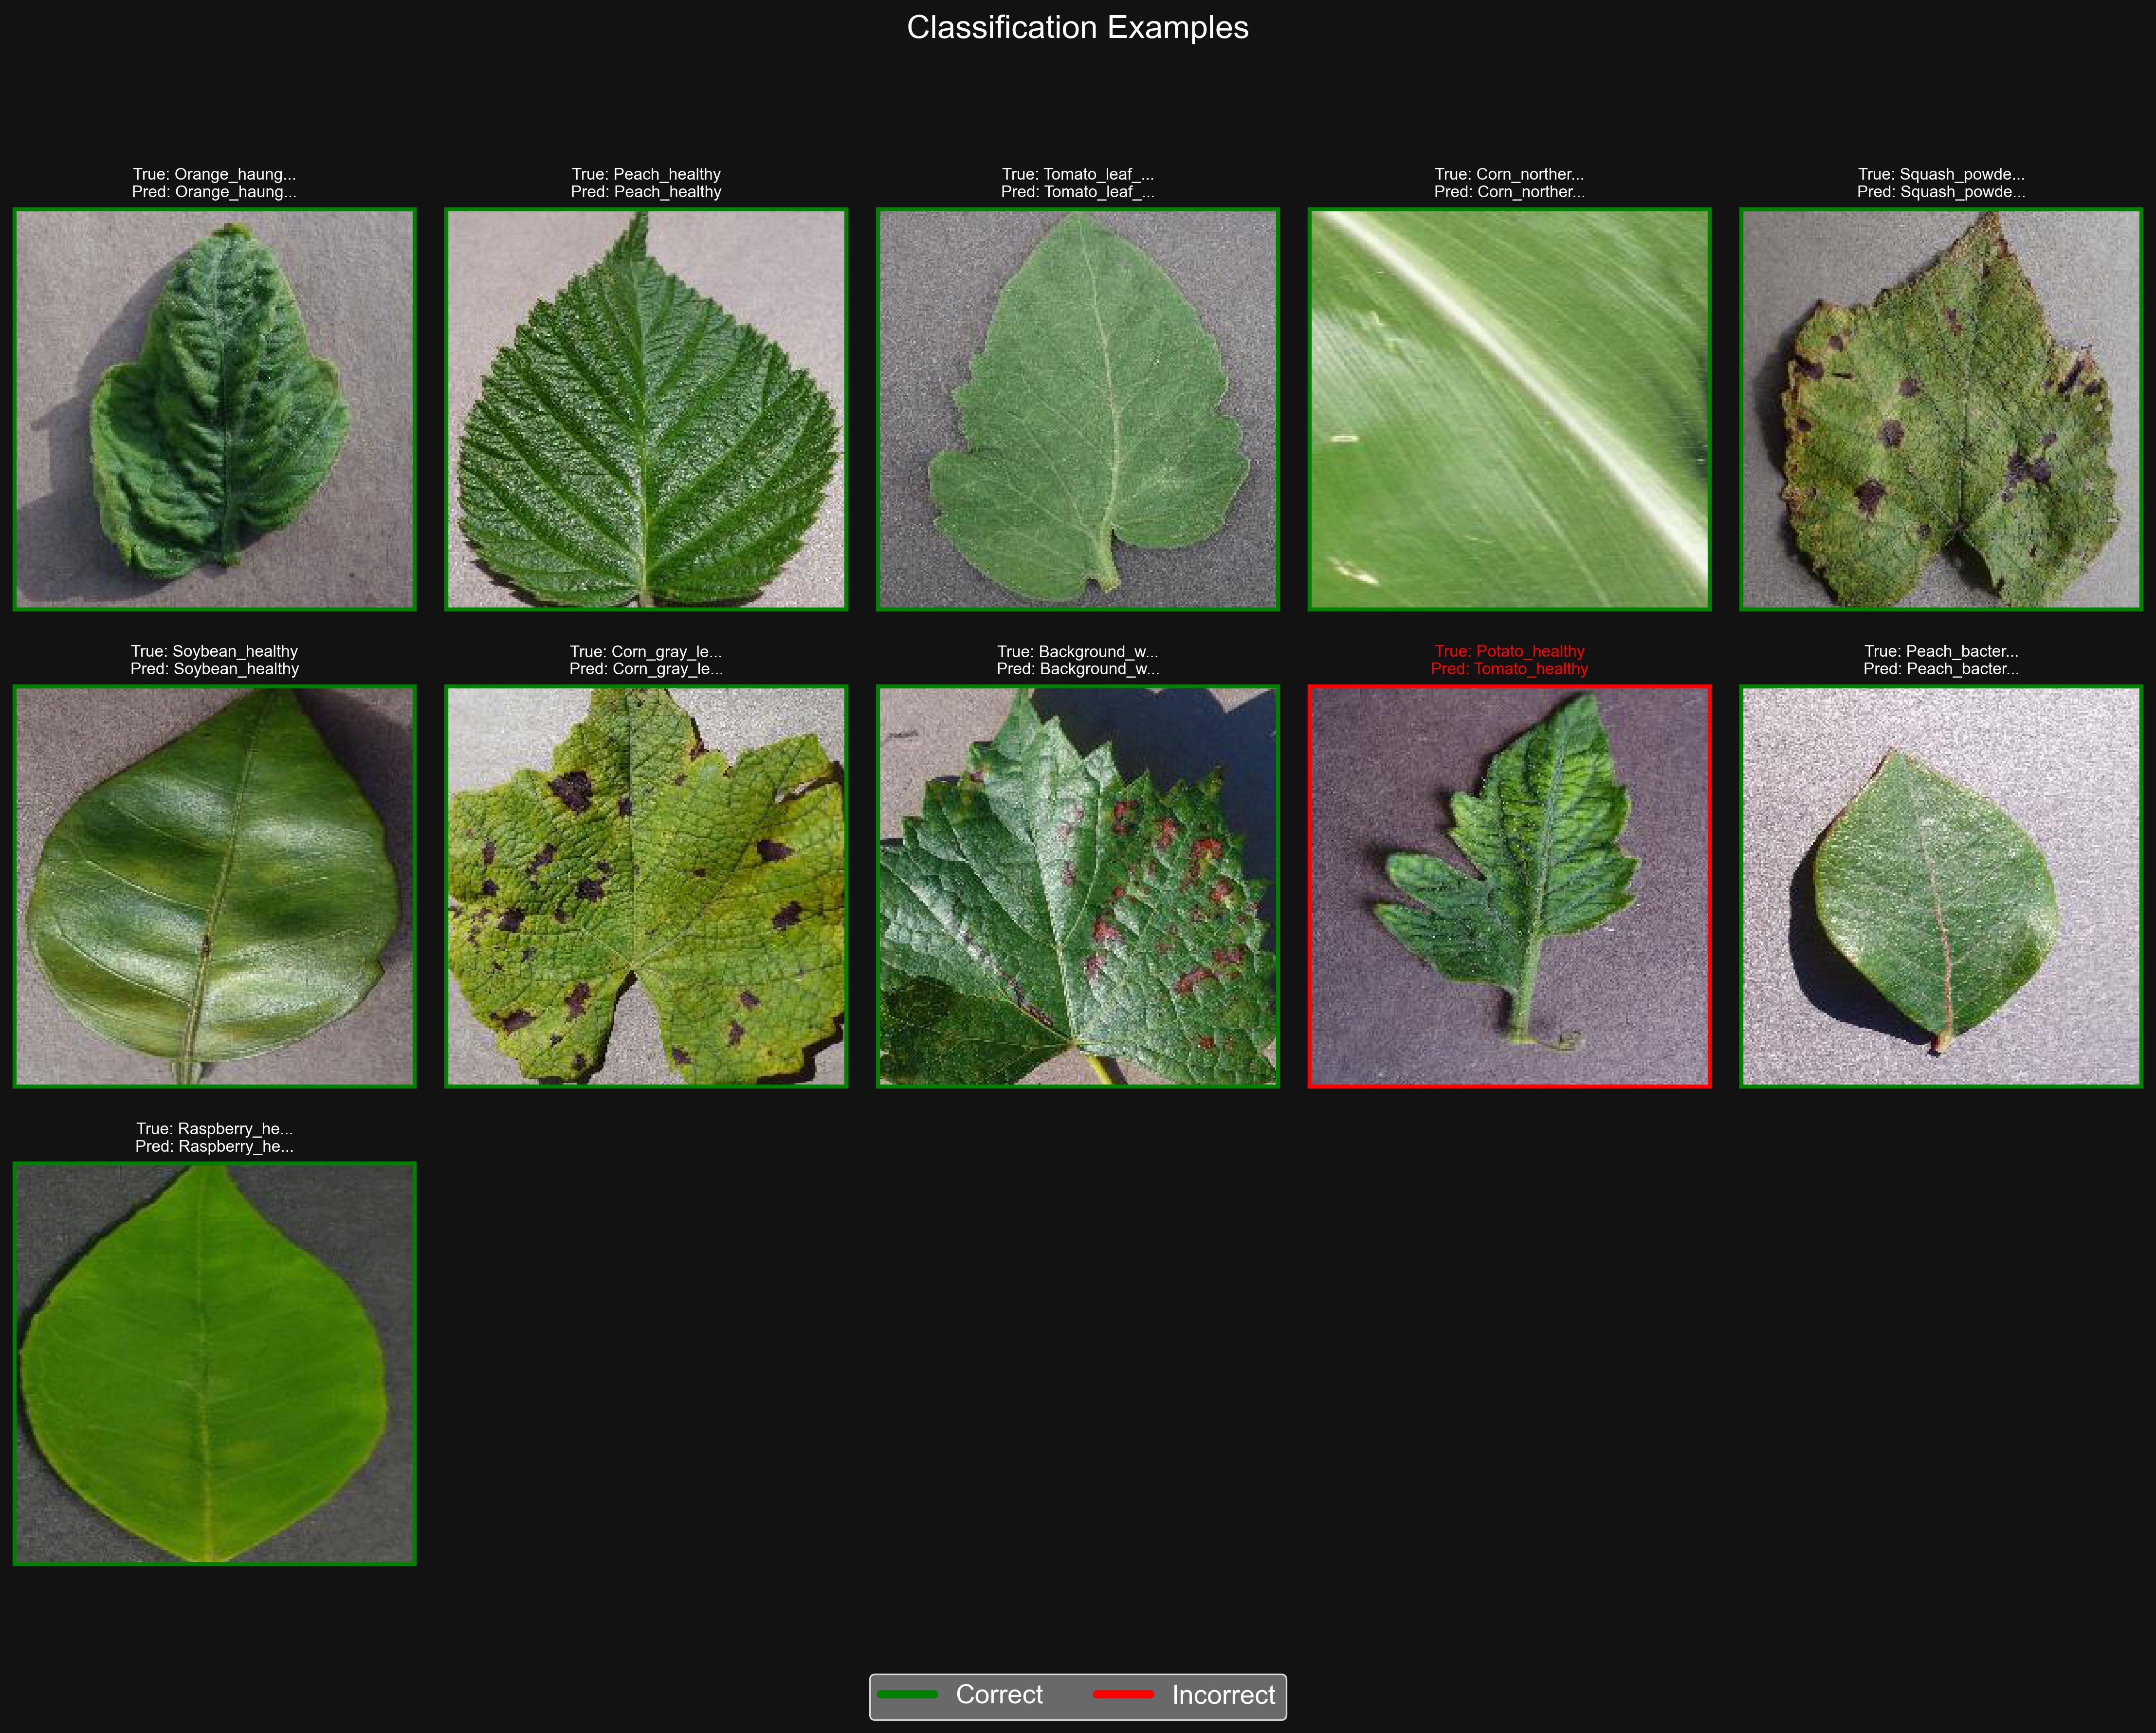 Classification Examples
True: Orange_haung...
Pred: Orange_haung...
True: Peach_healthy
Pred: Peach_healthy
True: Tomato_leaf_...
Pred: Tomato_leaf_...
True: Corn_norther...
Pred: Corn_norther...
True: Squash_powde...
Pred: Squash_powde...
True: Soybean_healthy
Pred: Soybean_healthy
True: Corn_gray_le...
Pred: Corn_gray_le...
True: Background_w...
Pred: Background_w...
True: Potato_healthy
Pred: Tomato_healthy
True: Peach_bacter...
Pred: Peach_bacter...
True: Raspberry_he...
Pred: Raspberry_he...
Correct
Incorrect